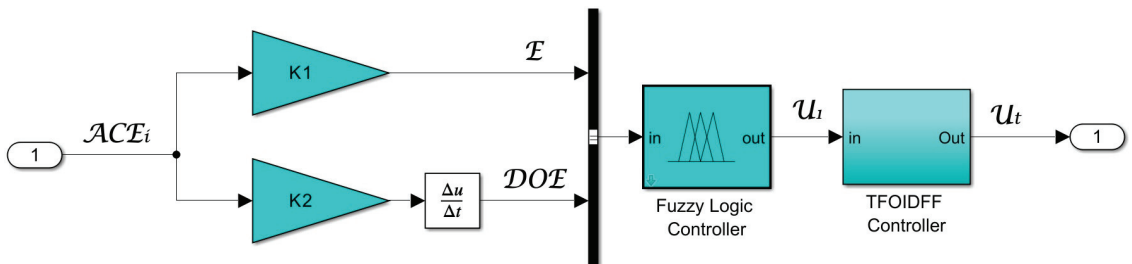 1
ACEi
K1
K2
Δu
Δt
E
DOE
in
out
Fuzzy Logic
Controller
U1
in
Out
TFOIDFF
Controller
Ut
1